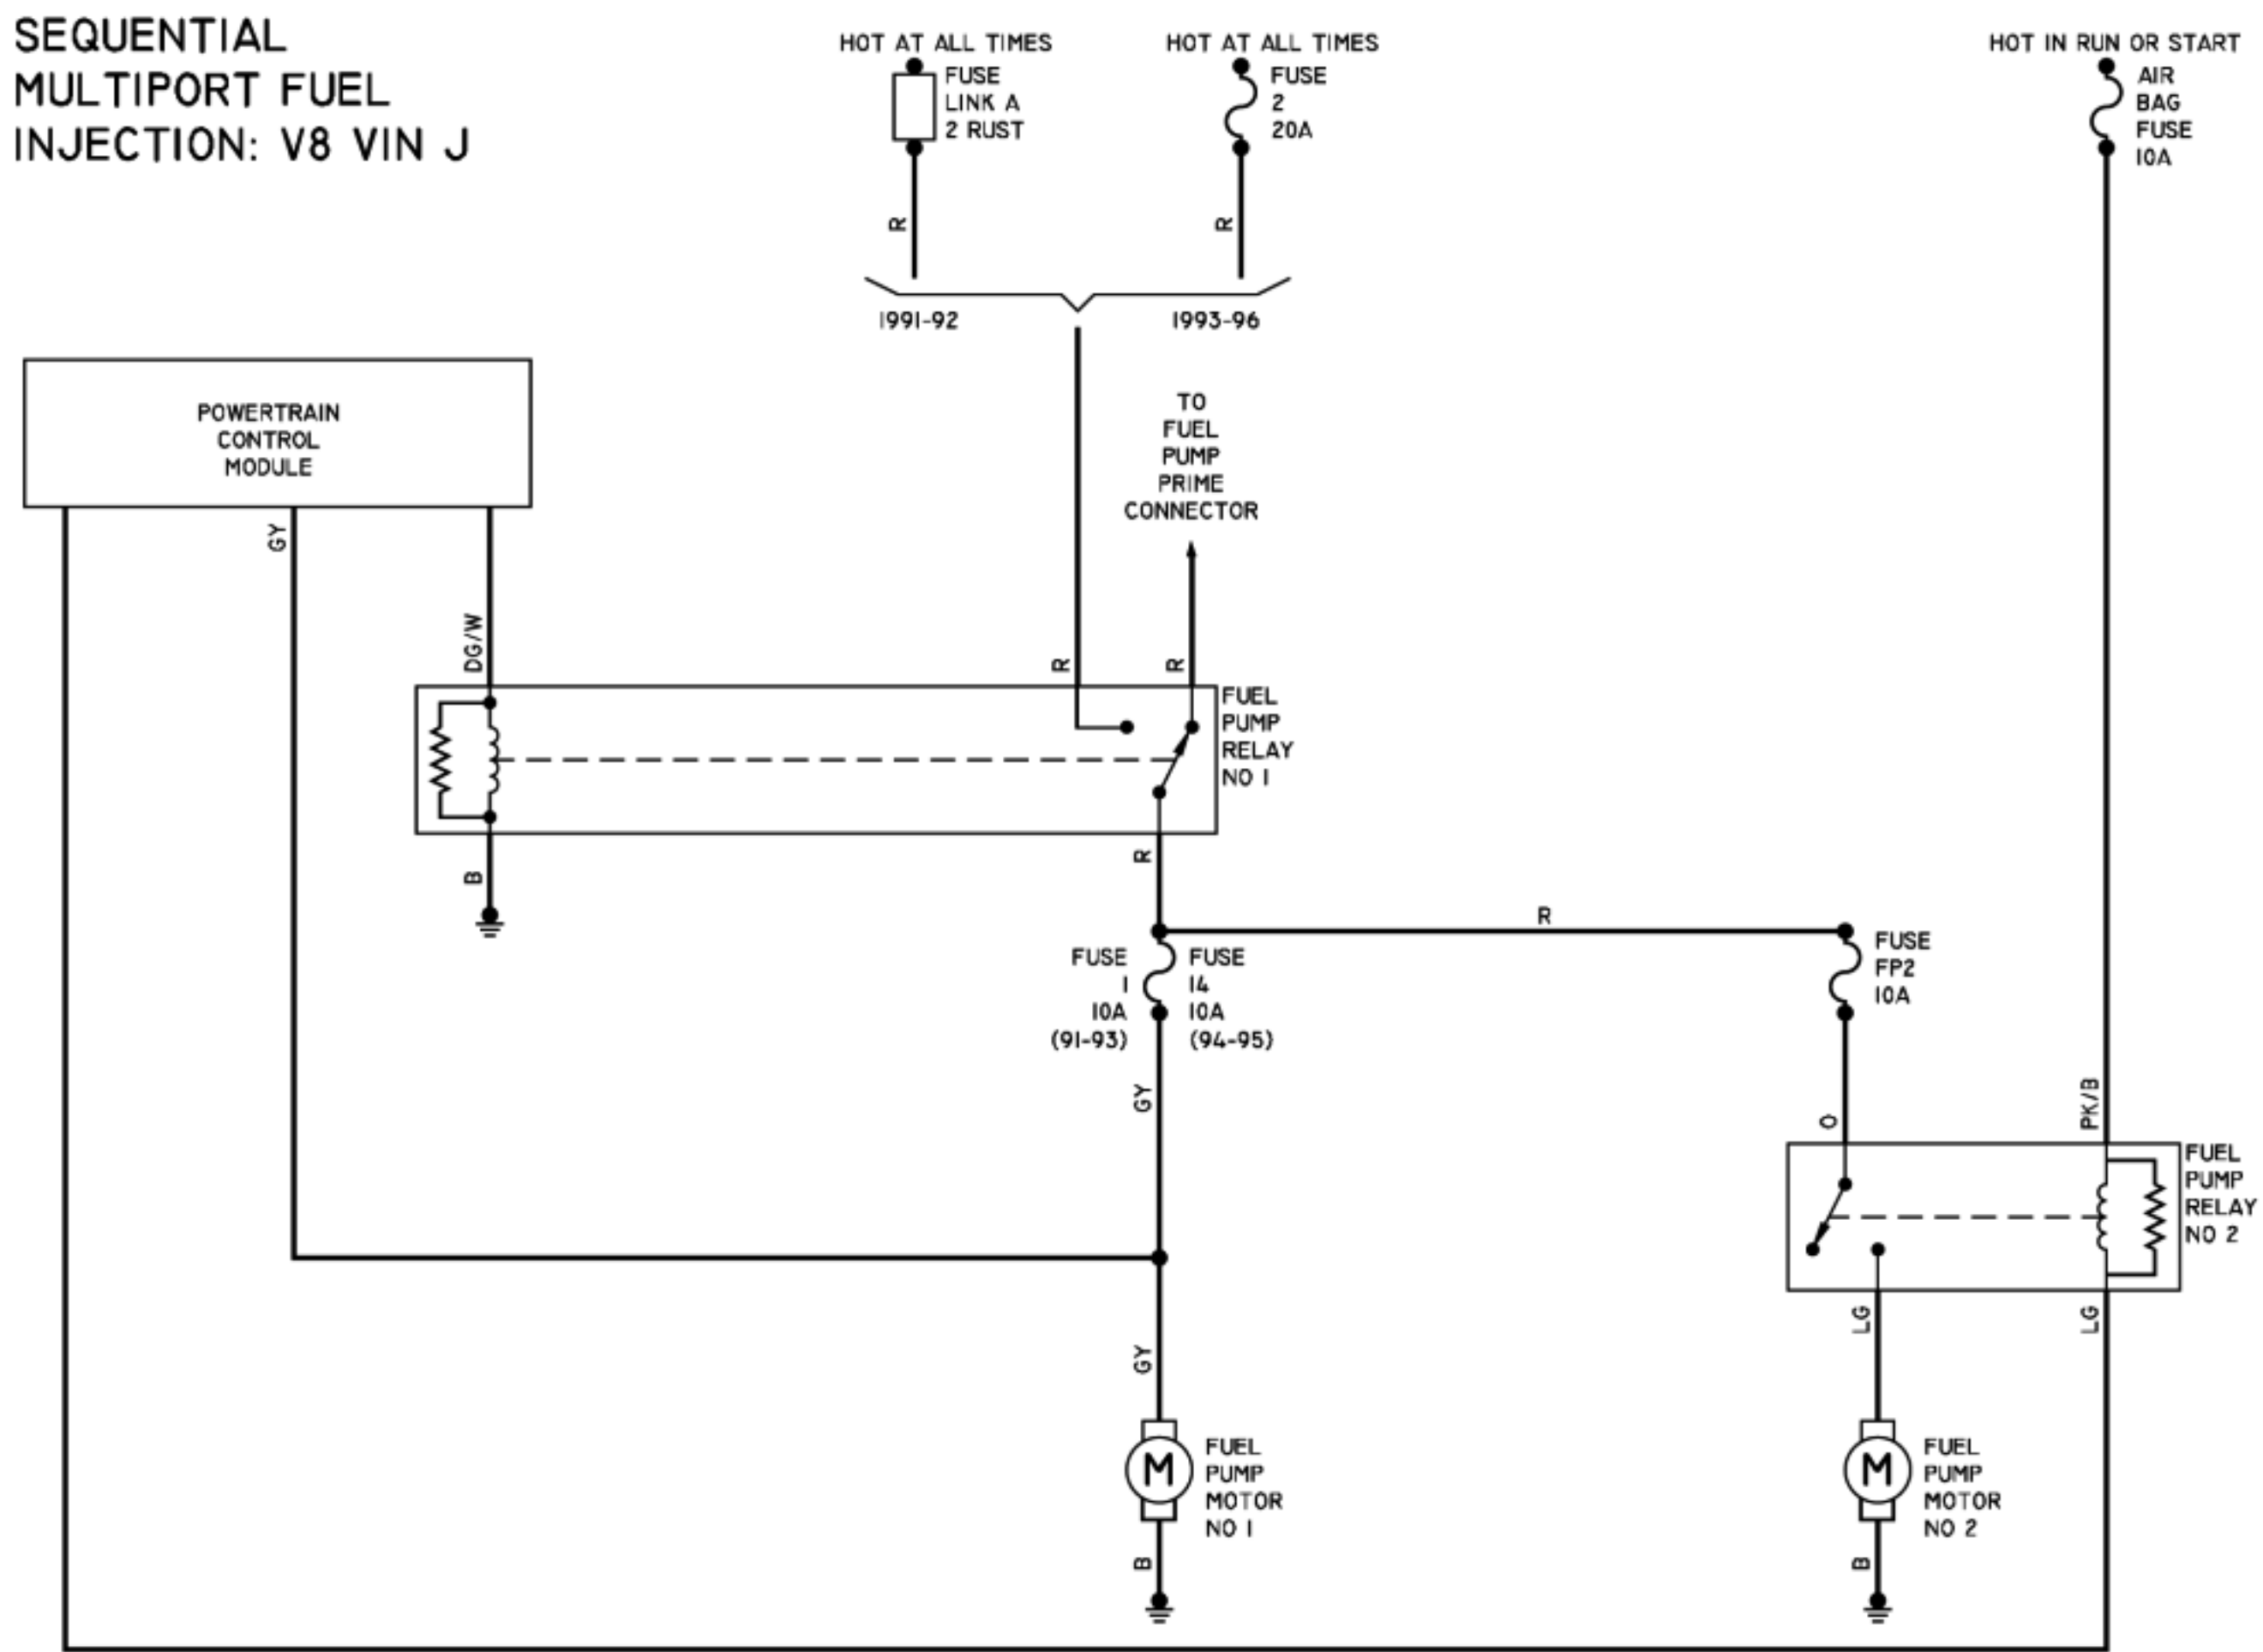 SEQUENTIAL
MULTIPORT FUEL
INJECTION: V8 VIN J
HOT AT ALL TIMES
FUSE
LINK A
2 RUST
R
HOT AT ALL TIMES
FUSE
2
20A
R
HOT IN RUN OR START
AIR
BAG
FUSE
10A
1991-92
1993-96
POWERTRAIN
CONTROL
MODULE
TO
FUEL
PUMP
PRIME
CONNECTOR
GY
DG/W
R
R
FUEL
PUMP
RELAY
NO 1
B
R
R
FUSE
1
10A
(91-93)
FUSE
14
10A
(94-95)
FUSE
FP2
10A
GY
O
PK/B
FUEL
PUMP
RELAY
NO 2
GY
LG
LG
M
FUEL
PUMP
MOTOR
NO 1
M
FUEL
PUMP
MOTOR
NO 2
B
B